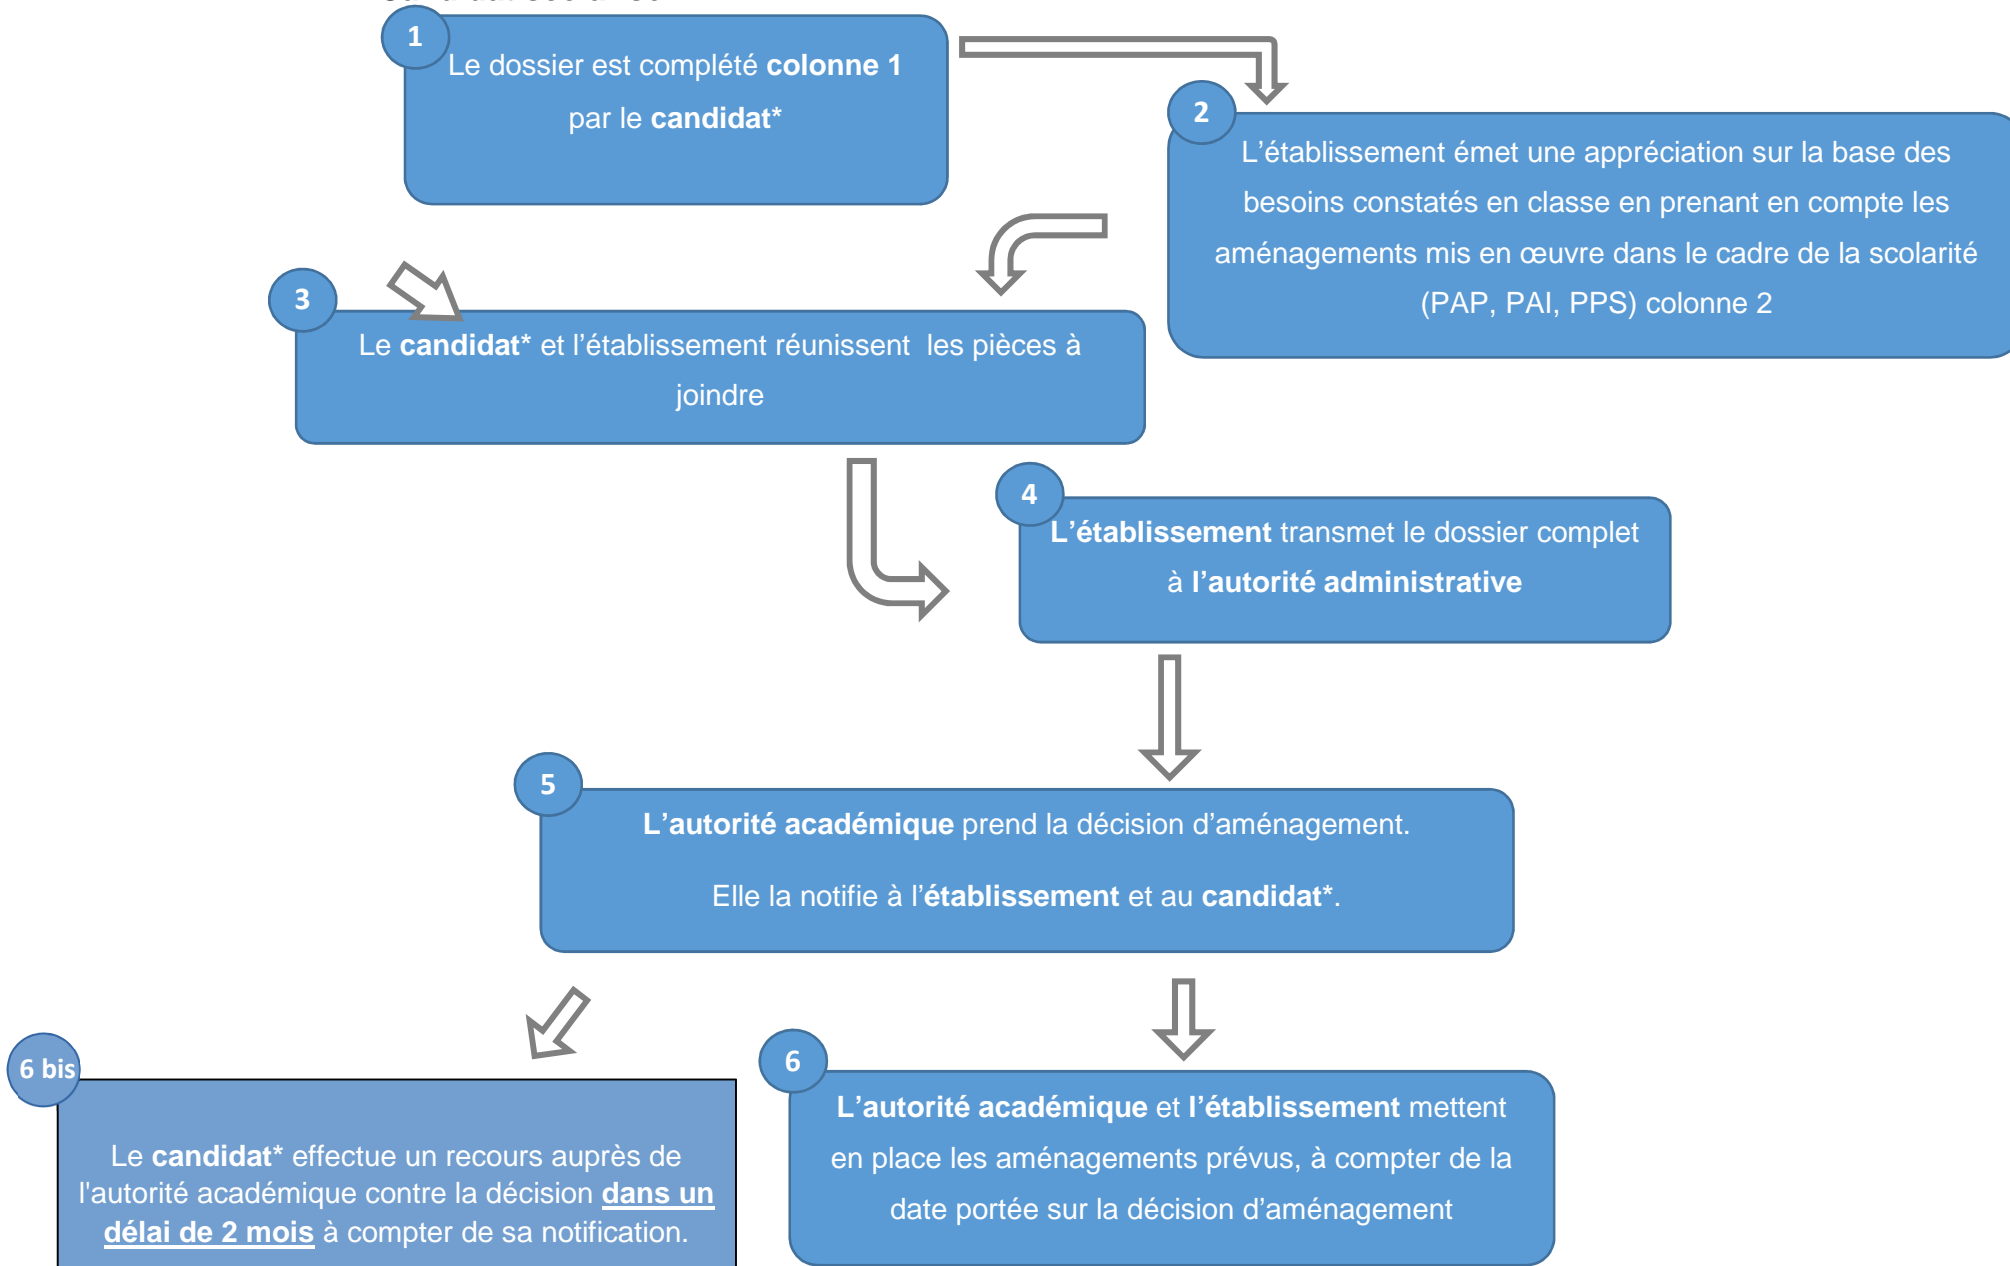 1
Le dossier est complété colonne 1
par le candidat*
2
L’établissement émet une appréciation sur la base des
besoins constatés en classe en prenant en compte les
aménagements mis en œuvre dans le cadre de la scolarité
(PAP, PAI, PPS) colonne 2
3
Le candidat* et l’établissement réunissent les pièces à
joindre
4
L’établissement transmet le dossier complet
à l’autorité administrative
5
L’autorité académique prend la décision d’aménagement.
Elle la notifie à l’établissement et au candidat*.
6 bis
Le candidat* effectue un recours auprès de
l'autorité académique contre la décision dans un
délai de 2 mois à compter de sa notification.
6
L’autorité académique et l’établissement mettent
en place les aménagements prévus, à compter de la
date portée sur la décision d’aménagement